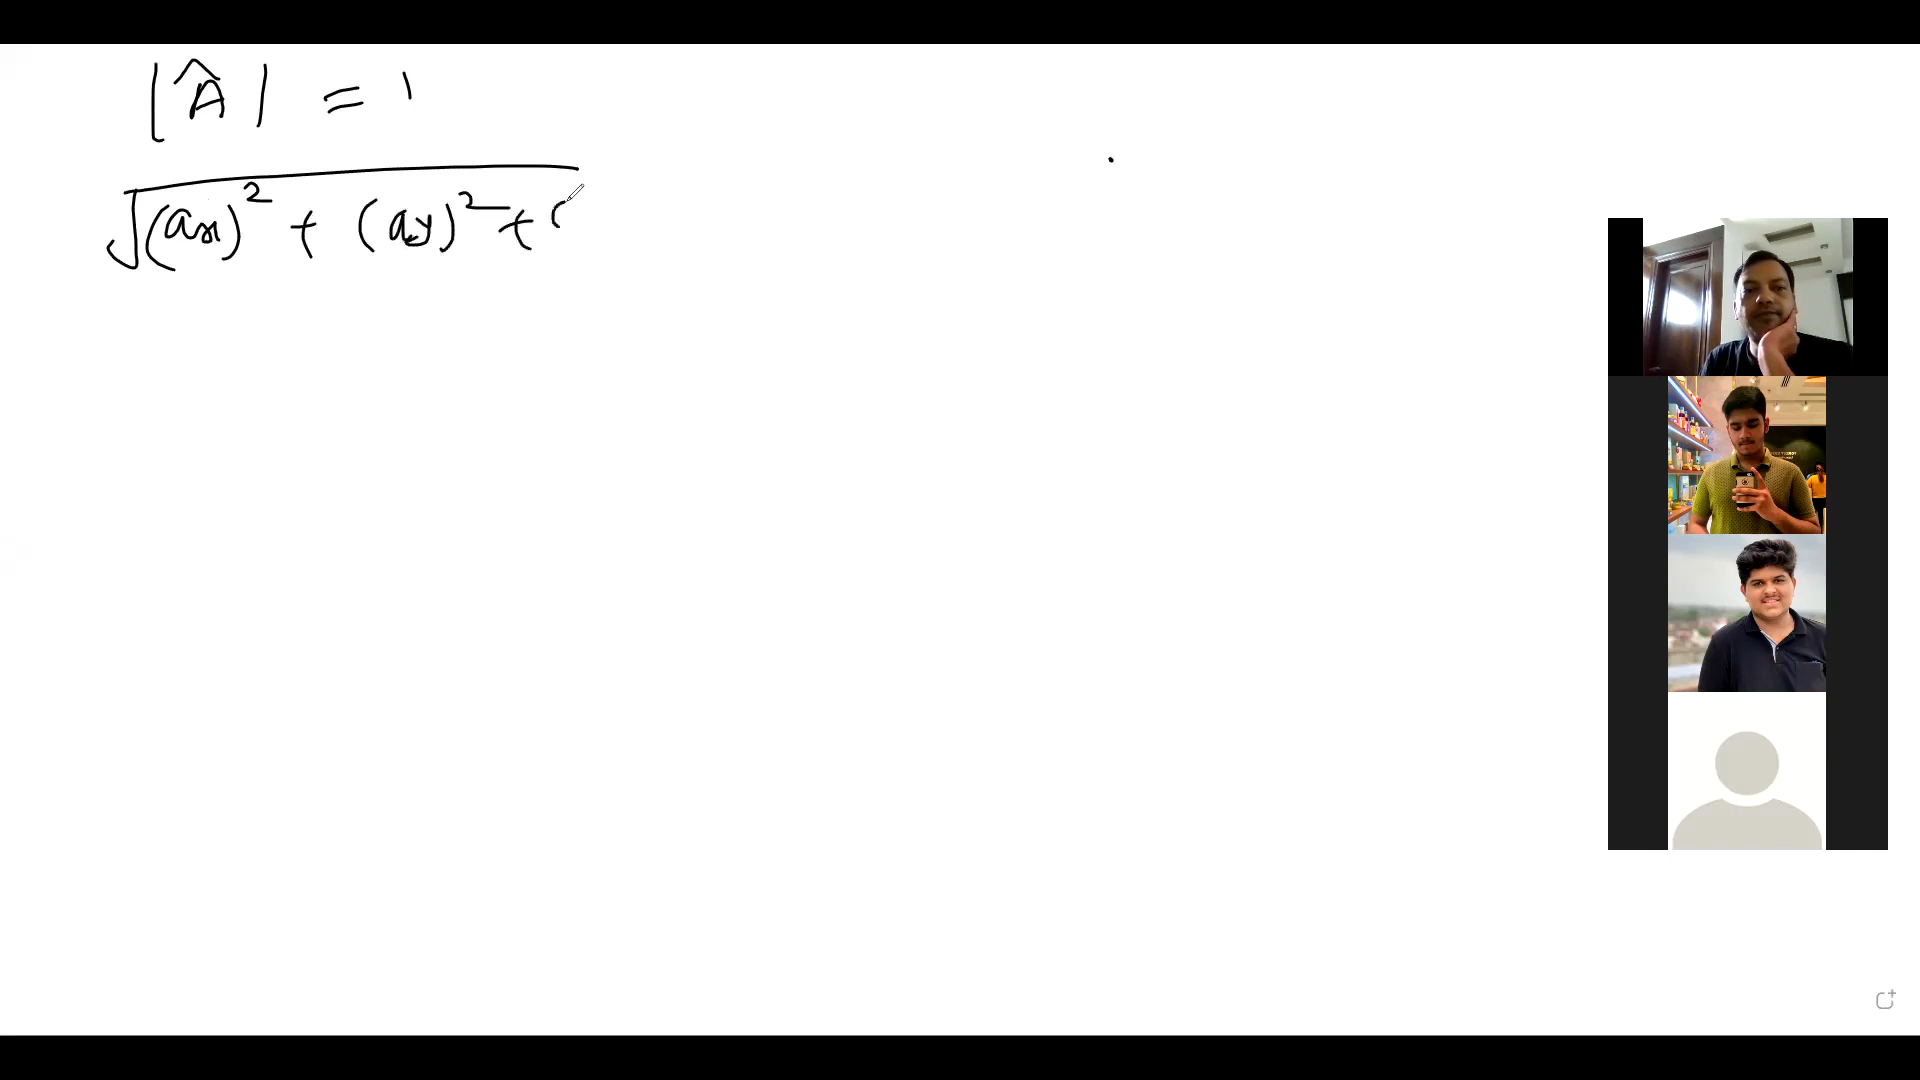 |Â| = 1
√(ax)² + (ay)² + (